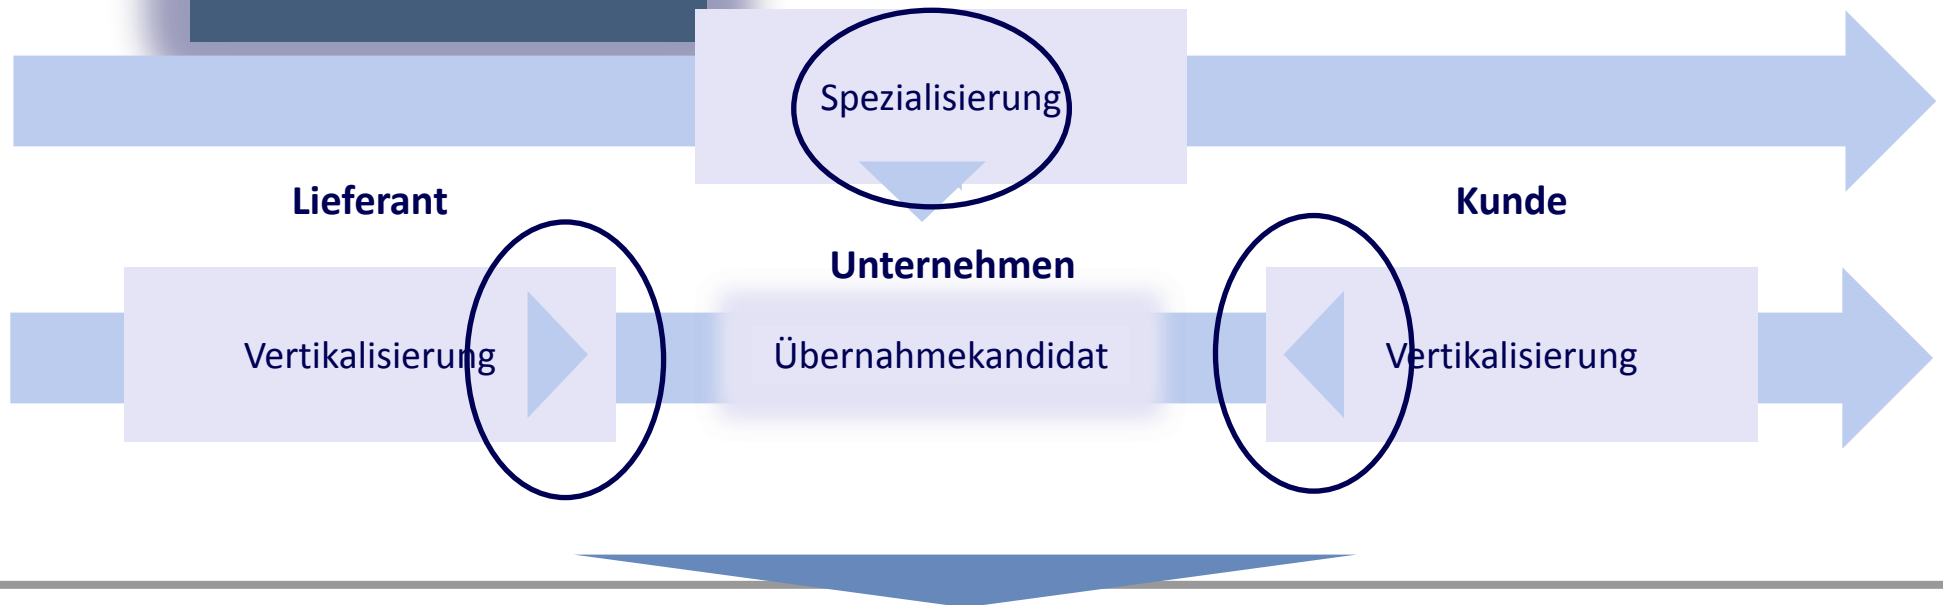 Spezialisierung
Lieferant
Kunde
Unternehmen
Vertikalisierung
Übernahmekandidat
Vertikalisierung